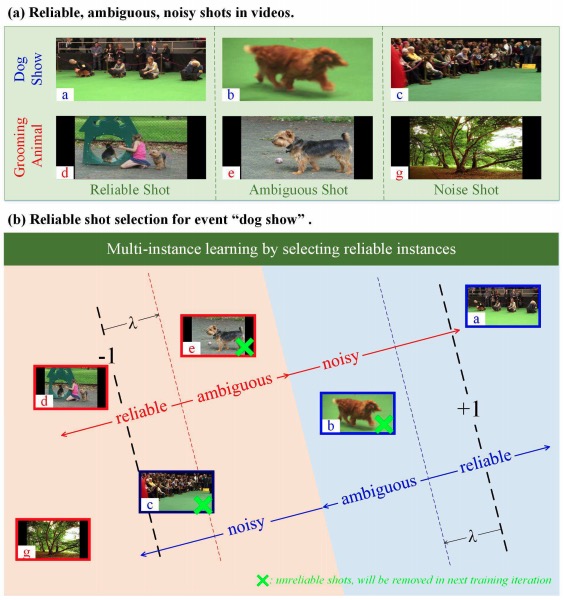 (a) Reliable, ambiguous, noisy shots in videos.
Dog
Show
a
b
c
Grooming
Animal
d
e
g
Reliable Shot
Ambiguous Shot
Noise Shot
(b) Reliable shot selection for event “dog show” .
Multi-instance learning by selecting reliable instances
a
λ
-1
e
noisy
ambiguous
reliable
d
b
+1
reliable
ambiguous
noisy
c
λ
g
: unreliable shots, will be removed in next training iteration